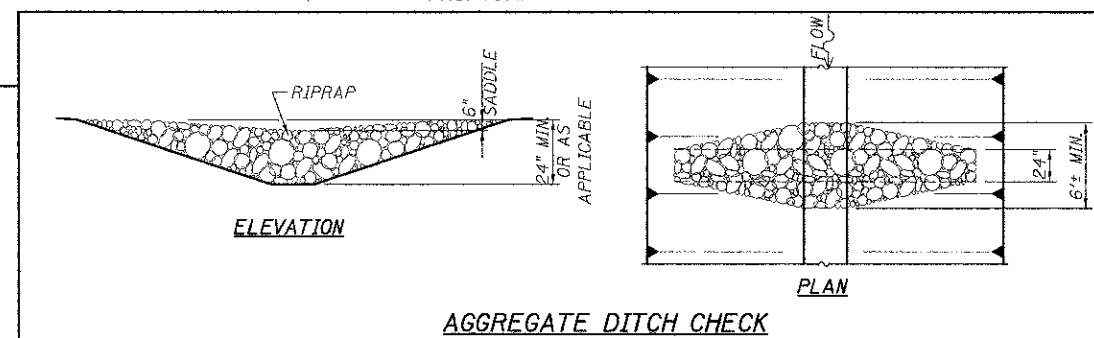 RIPRAP
6"
SADDLE
24" MIN.
OR AS
APPLICABLE
ELEVATION
FLOW
24"
6'± MIN.
PLAN
AGGREGATE DITCH CHECK